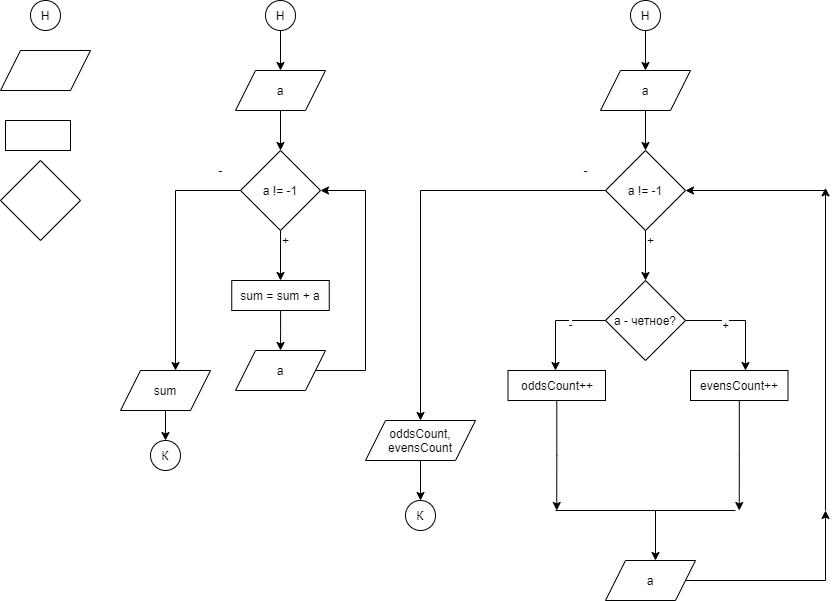 Н
Н
a
a != -1
-
+
sum = sum + a
a
sum
К
Н
a
a != -1
-
+
a - четное?
-
+
oddsCount++
evensCount++
oddsCount,
evensCount
К
a